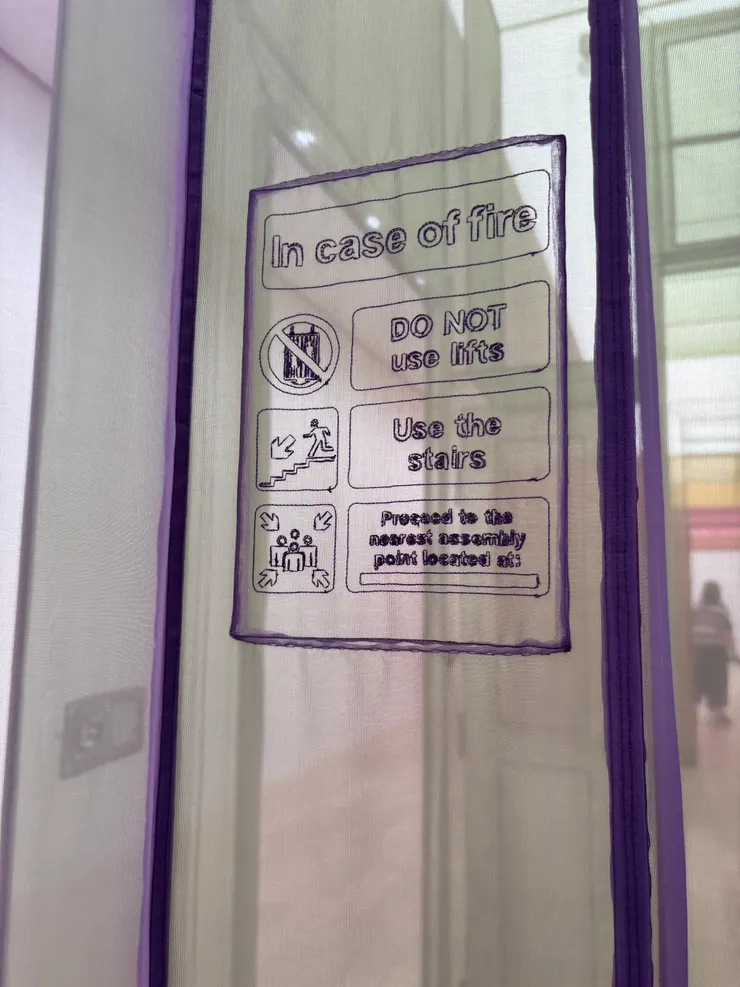 In case of fire
DO NOT
use lifts
Use the
stairs
Proceed to the
nearest assembly
point located at: